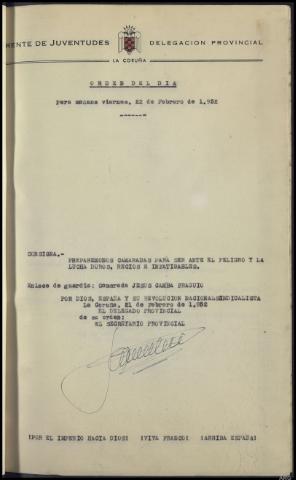 RENTE DE JUVENTUDES DELEGACION PROVINCIAL
LA CORUÑA
ORDEN DEL DIA
para mañana viernes, 22 de Febrero de 1,952
-------
CONSIGNA,-
PREPAREMONOS CAMARADAS PARA SER ANTE EL PELIGRO Y LA
LUCHA DUROS, RECIOS E INFATIGABLES.
Enlace de guardia: Camarada JESUS CAMBA FRAGUIO
POR DIOS, ESPAÑA Y SU REVOLUCION NACIONALSINDICALISTA
La Coruña, 21 de febrero de 1,952
EL DELEGADO PROVINCIAL
de su orden:
EL SECRETARIO PROVINCIAL
¡POR EL IMPERIO HACIA DIOS! ¡VIVA FRANCO! ¡ARRIBA ESPAÑA!